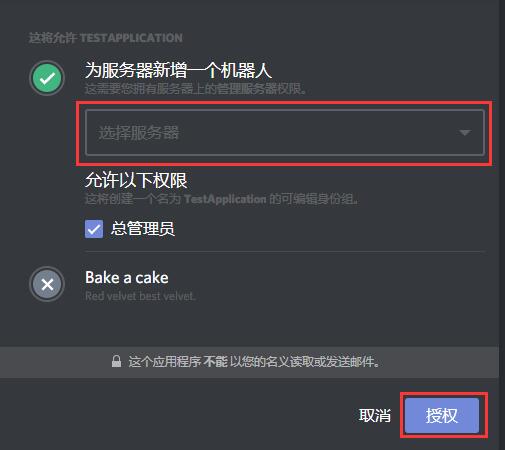 这将允许 TESTAPPLICATION
为服务器新增一个机器人
这需要您拥有服务器上的管理服务器权限。
选择服务器
允许以下权限
这将创建一个名为 TestApplication 的可编辑身份组。
总管理员
Bake a cake
Red velvet best velvet.
这个应用程序 不能 以您的名义读取或发送邮件。
取消 授权